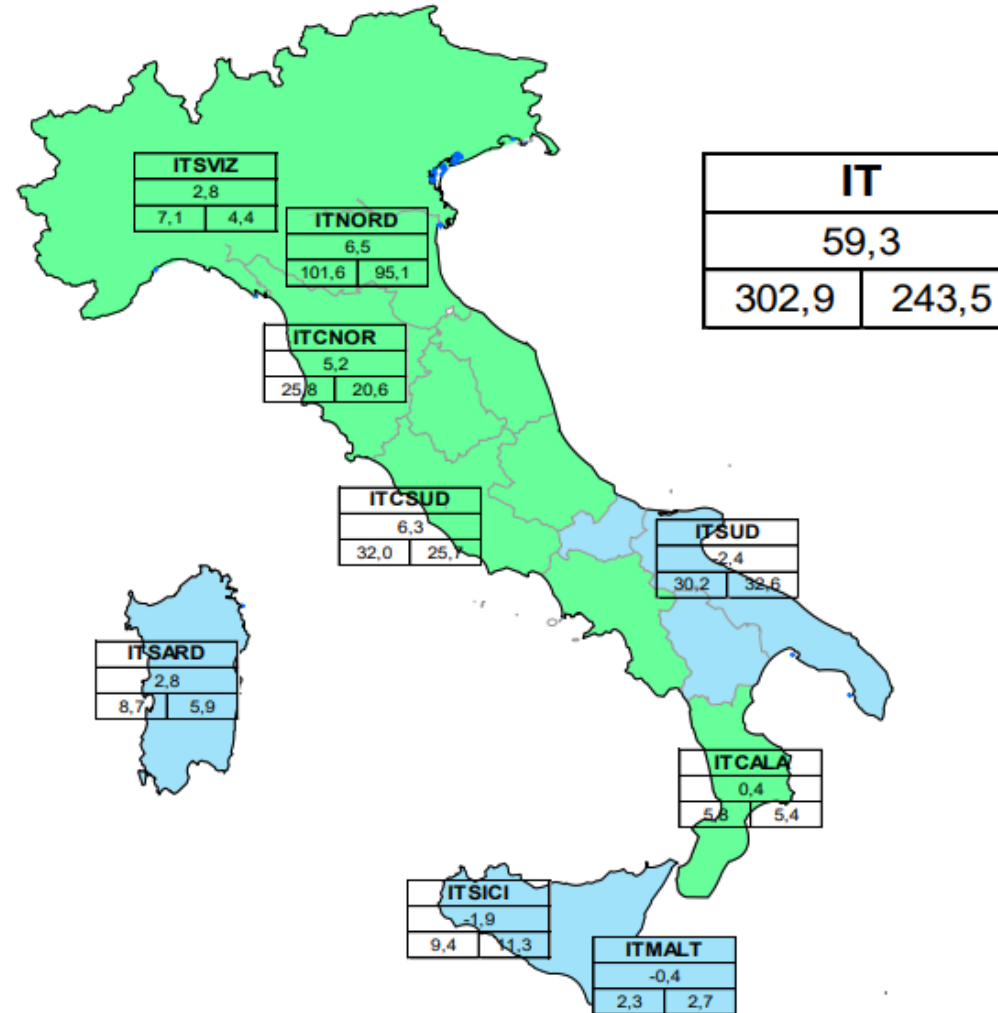 ITSVIZ
2,8
7,1 4,4
ITNORD
6,5
101,6 95,1
IT
59,3
302,9 243,5
ITCNOR
5,2
25,8 20,6
ITCSUD
6,3
32,0 25,7
ITSUD
-2,4
30,2 32,6
ITSARD
2,8
8,7 5,9
ITCALA
0,4
5,8 5,4
ITSICI
-1,9
9,4 11,3
ITMALT
-0,4
2,3 2,7